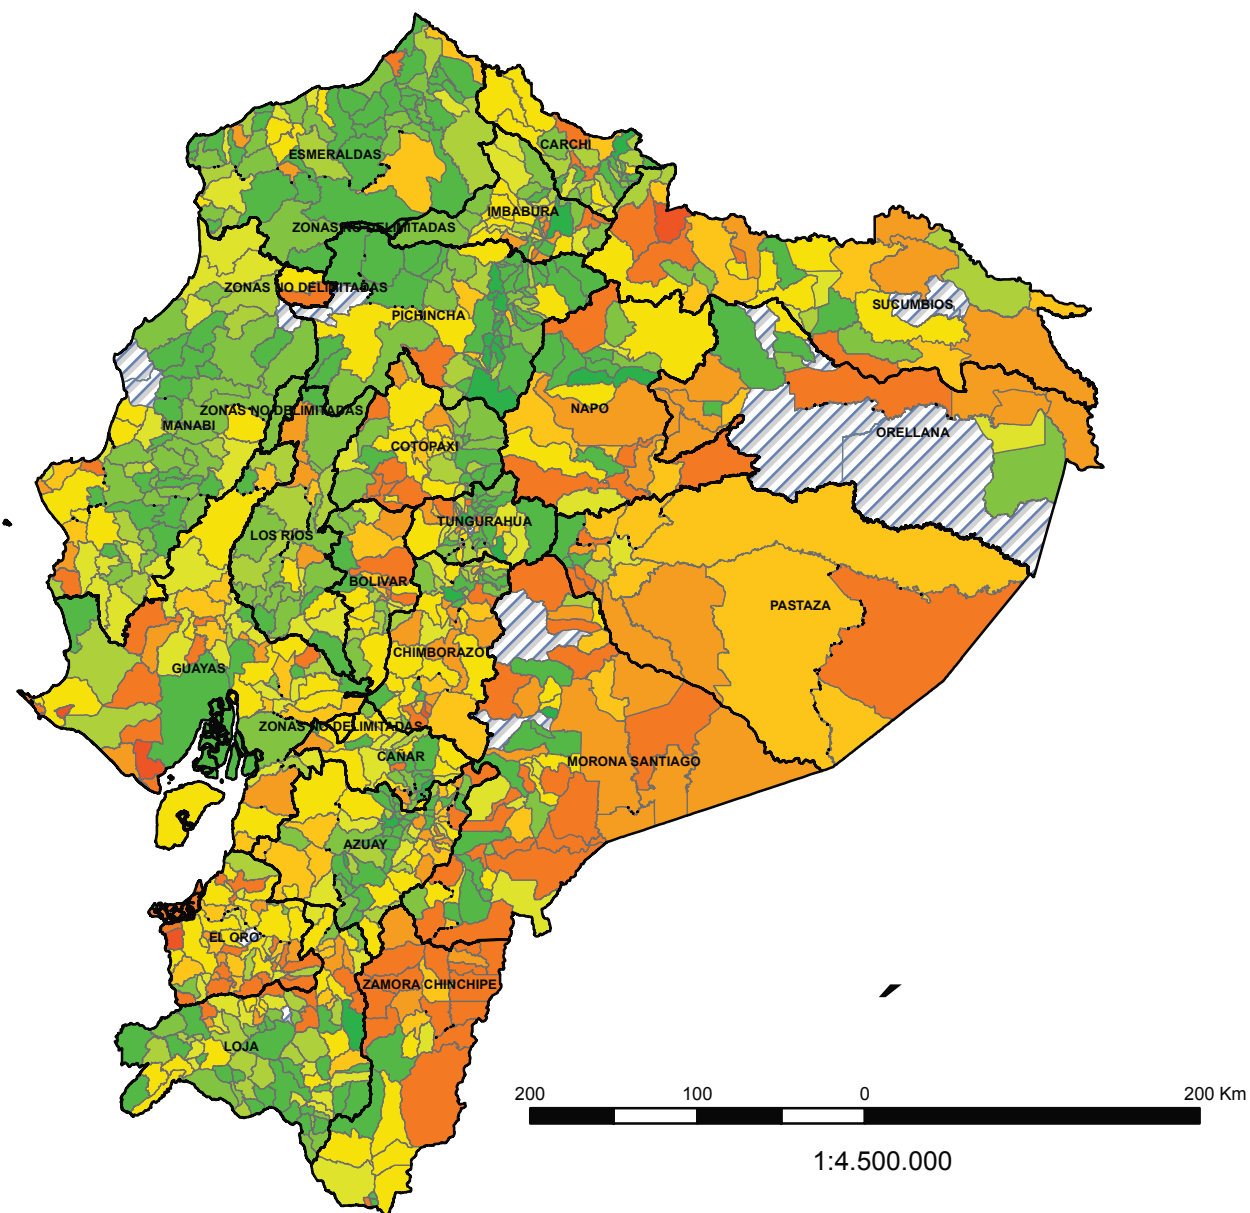 CARCHI
ESMERALDAS
IMBABURA
ZONAS NO DELIMITADAS
ZONAS NO DELIMITADAS
SUCUMBIOS
PICHINCHA
NAPO
ZONAS NO DELIMITADAS
MANABI
ORELLANA
COTOPAXI
TUNGURAHUA
LOS RIOS
BOLIVAR
PASTAZA
CHIMBORAZO
GUAYAS
ZONAS NO DELIMITADAS
CAÑAR
MORONA SANTIAGO
AZUAY
EL ORO
ZAMORA CHINCHIPE
LOJA
200 100 0 200 Km
1:4.500.000